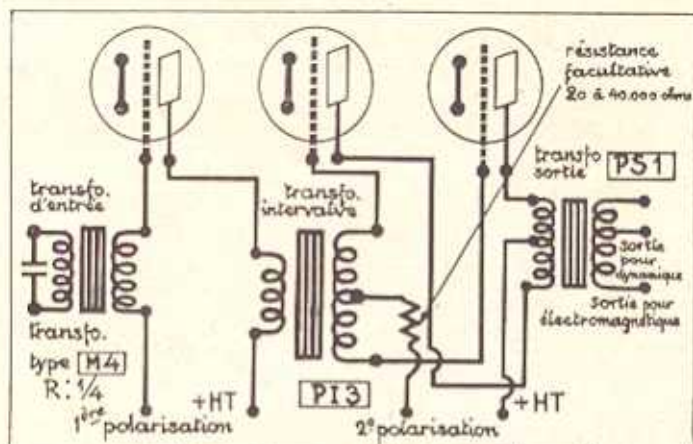 résistance
facultative
20 à 40.000 ohms
transfo.
d'entrée
transfo.
intervalve
transfo
sortie PS1
sortie
pour
dynamique
sortie pour
électromagnétique
transfo.
type M4
R: 1/4
1ère polarisation
+HT
PI3
2e polarisation
+HT